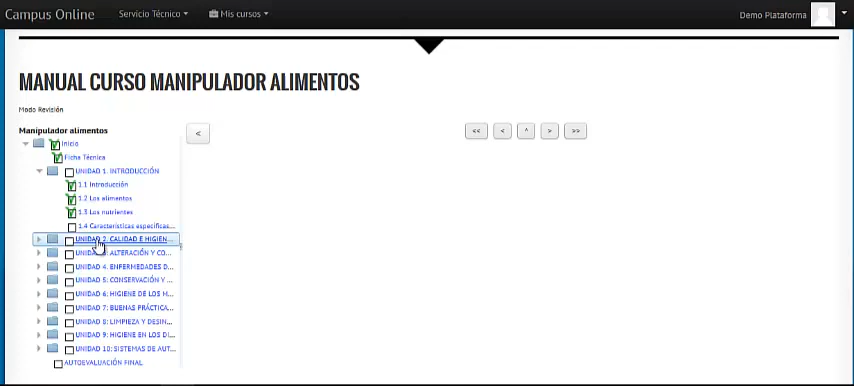 Campus Online Servicio Técnico Mis cursos Demo Plataforma
MANUAL CURSO MANIPULADOR ALIMENTOS
Modo Revisión
Manipulador alimentos
< << < ^ > >>
Inicio
Ficha Técnica
UNIDAD 1. INTRODUCCIÓN
1.1 Introducción
1.2 Los alimentos
1.3 Los nutrientes
1.4 Características específicas...
UNIDAD 2. CALIDAD E HIGIEN...
3: ALTERACIÓN Y CO...
UNIDAD 4. ENFERMEDADES D...
UNIDAD 5: CONSERVACIÓN Y ...
UNIDAD 6: HIGIENE DE LOS M...
UNIDAD 7: BUENAS PRÁCTICA...
UNIDAD 8: LIMPIEZA Y DESIN...
UNIDAD 9: HIGIENE EN LOS DI...
UNIDAD 10: SISTEMAS DE AUT...
AUTOEVALUACIÓN FINAL